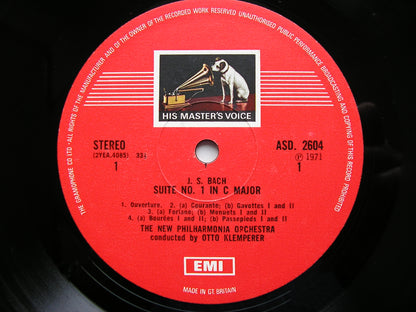 THE GRAMOPHONE CO. LTD. ALL RIGHTS OF THE MANUFACTURER AND OF THE OWNER OF THE RECORDED WORK RESERVED UNAUTHORISED PUBLIC PERFORMANCE BROADCASTING AND COPYING OF THIS RECORD PROHIBITED
HIS MASTER'S VOICE
STEREO ASD. 2604
(2YEA.4085) 33⅓ Ⓟ 1971
1 1
J. S. BACH
SUITE NO. 1 IN C MAJOR
1. Ouverture. 2. (a) Courante; (b) Gavottes I and II
3. (a) Forlane; (b) Menuets I and II
4. (a) Bourées I and II; (b) Passepieds I and II
THE NEW PHILHARMONIA ORCHESTRA
conducted by OTTO KLEMPERER
EMI
MADE IN GT. BRITAIN